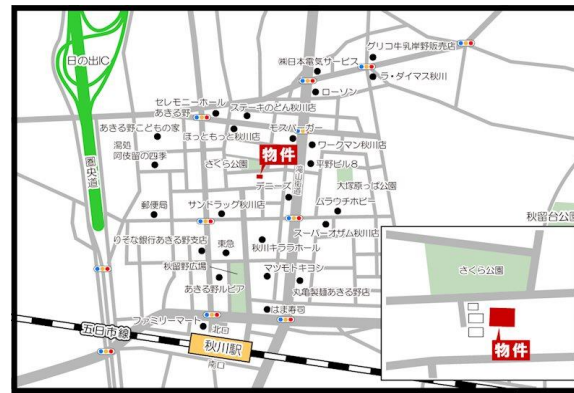 日の出IC
グリコ牛乳岸野販売店
㈱日本電気サービス
ラ・ダイマス秋川
ローソン
セレモニーホール
あきる野
ステーキのどん秋川店
あきる野こどもの家
ほっともっと秋川店
モスバーガー
ワークマン秋川店
湯処
阿伎留の四季
さくら公園
物件
平野ビル8
圏央道
滝山街道
デニーズ
大塚原っぱ公園
郵便局
サンドラッグ秋川店
ムラウチホビー
秋留台公園
スーパーオザム秋川店
りそな銀行あきる野支店
東急
秋川キララホール
秋留野広場
マツモトキヨシ
あきる野ルピア
丸亀製麺あきる野店
ファミリーマート
はま寿司
北口
五日市線
秋川駅
南口
さくら公園
物件